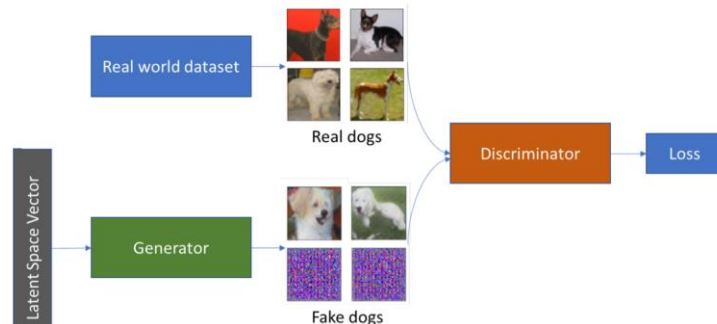 Real world dataset
Real dogs
Discriminator
Loss
Latent Space Vector
Generator
Fake dogs